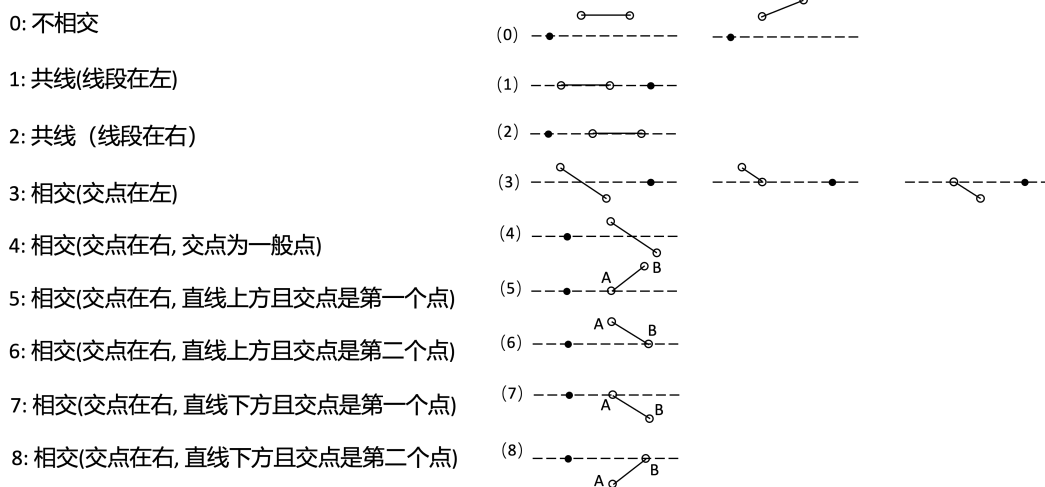 0: 不相交
(0)
1: 共线(线段在左)
(1)
2: 共线（线段在右）
(2)
3: 相交(交点在左)
(3)
4: 相交(交点在右, 交点为一般点)
(4)
5: 相交(交点在右, 直线上方且交点是第一个点)
(5)
A
B
6: 相交(交点在右, 直线上方且交点是第二个点)
(6)
A
B
7: 相交(交点在右, 直线下方且交点是第一个点)
(7)
A
B
8: 相交(交点在右, 直线下方且交点是第二个点)
(8)
A
B